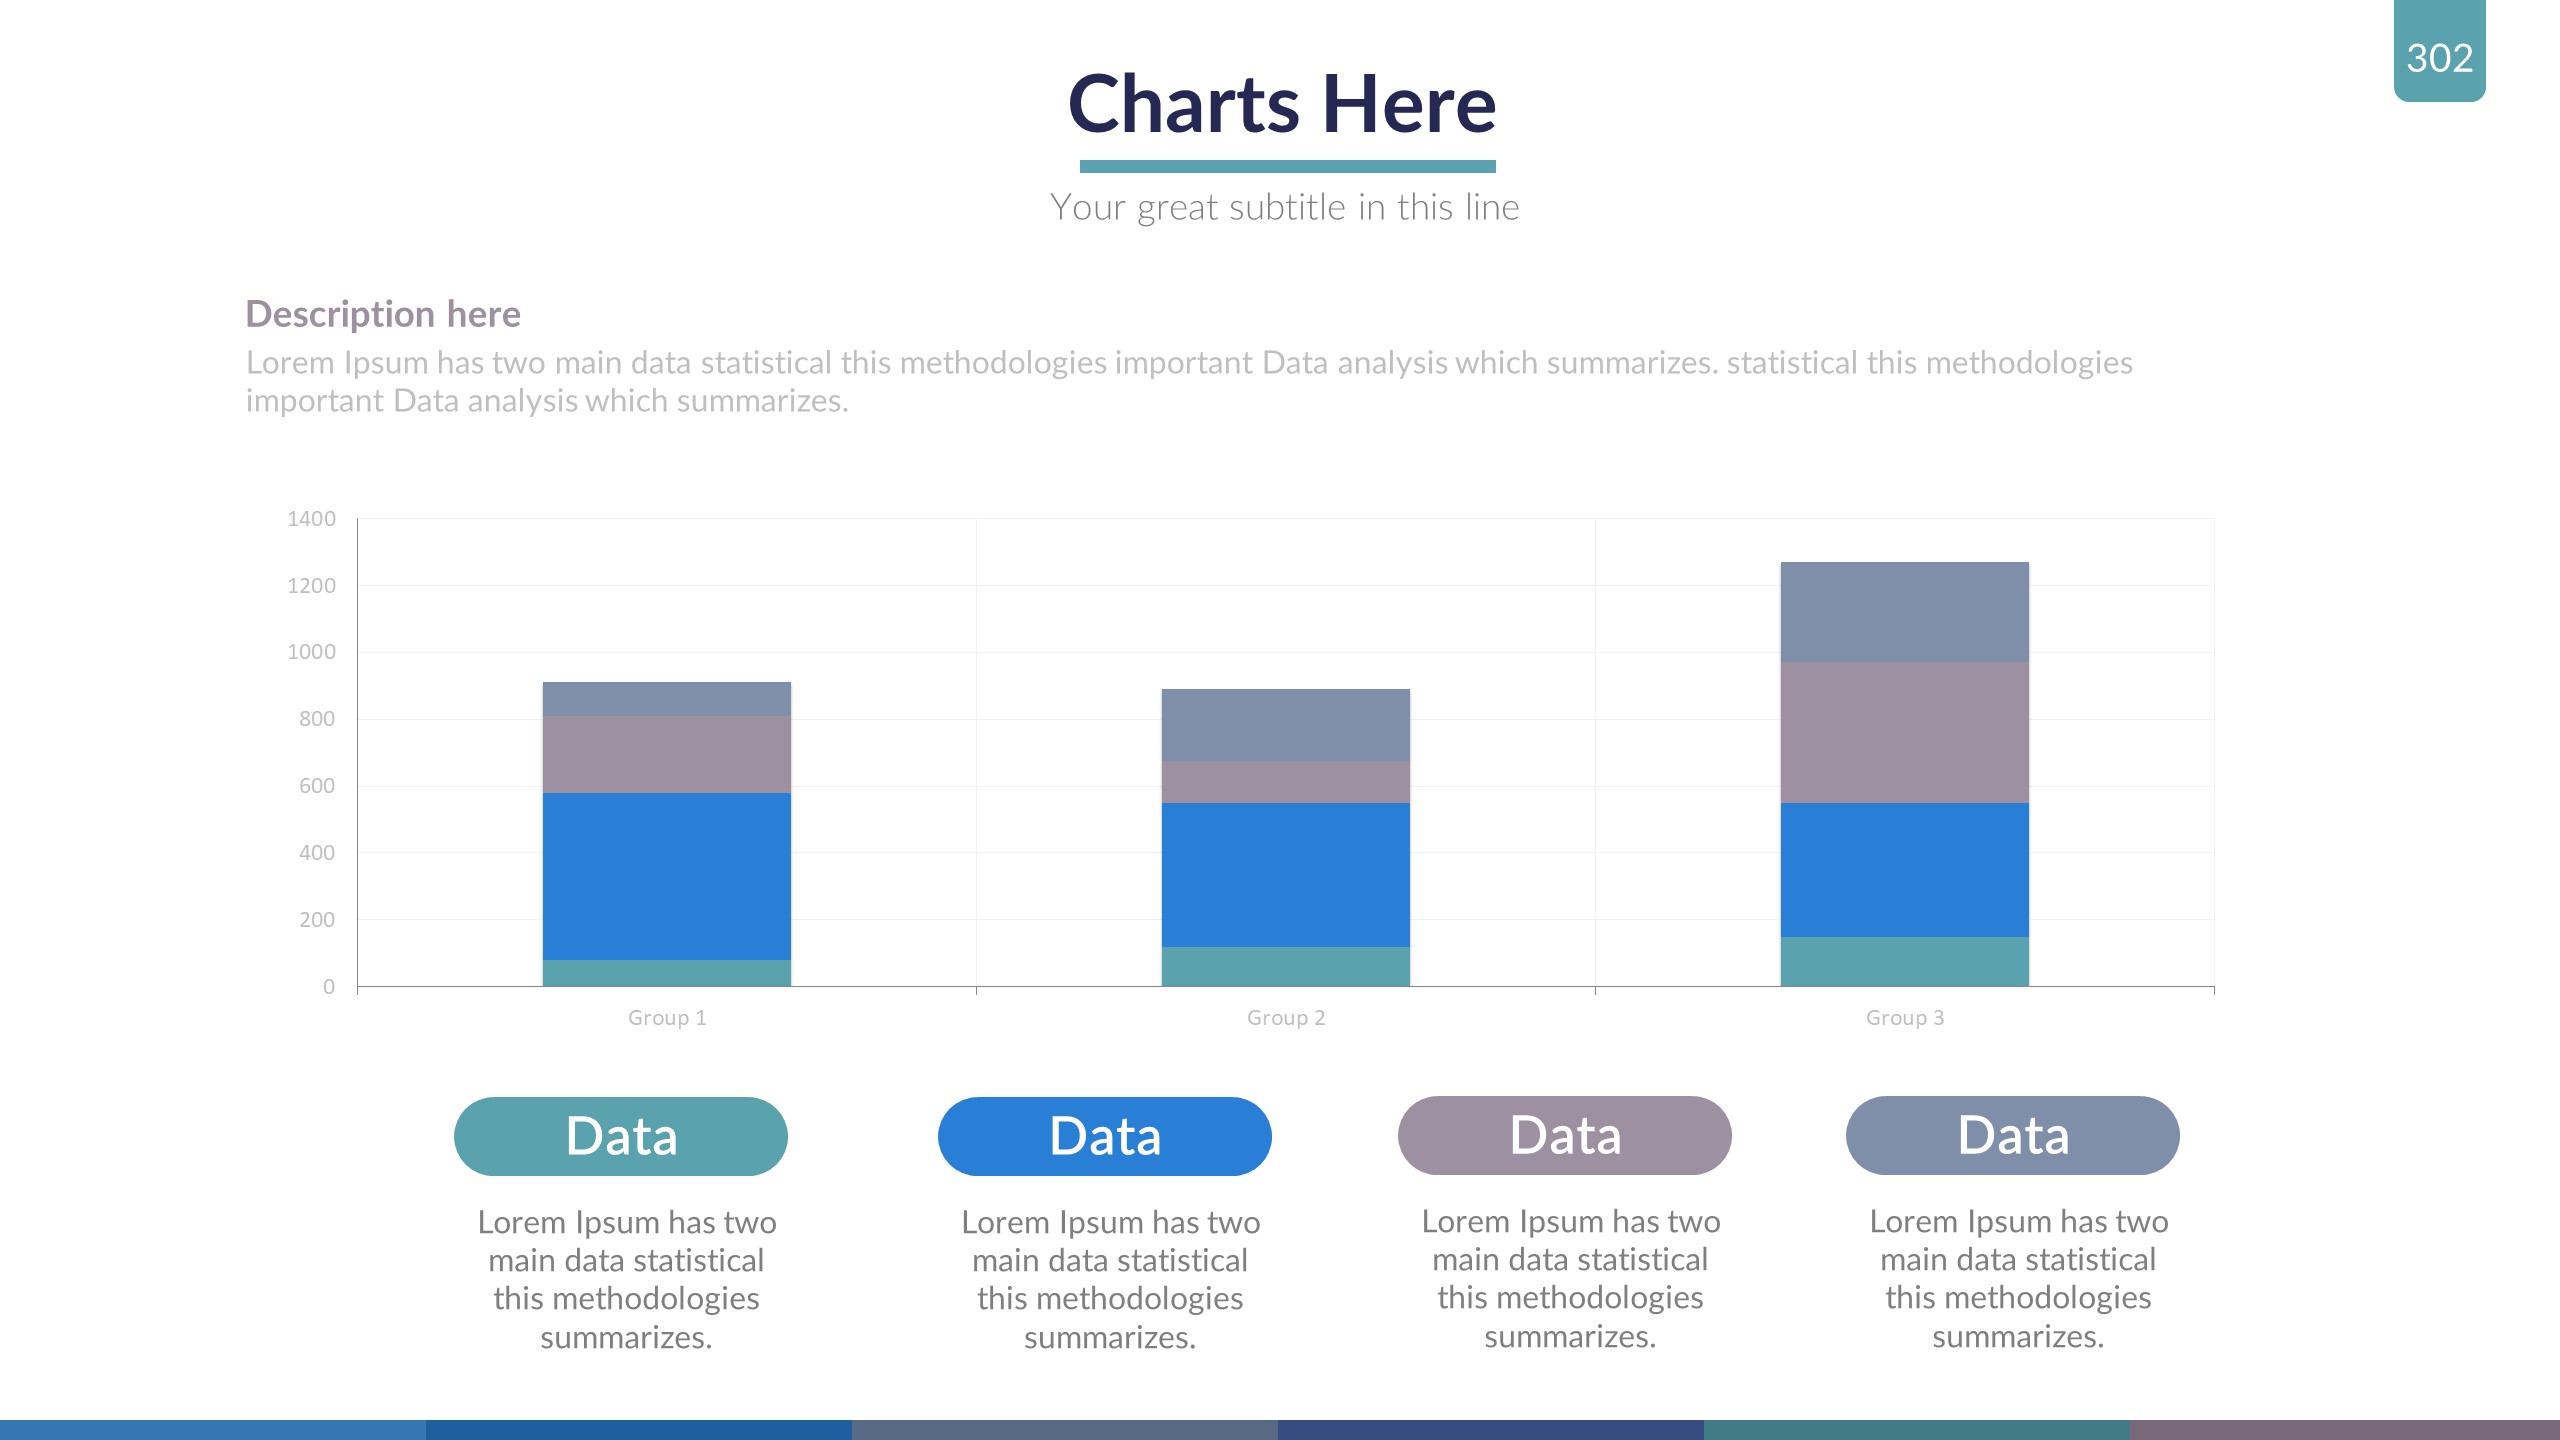 302
Charts Here
Your great subtitle in this line
Description here
Lorem Ipsum has two main data statistical this methodologies important Data analysis which summarizes. statistical this methodologies
important Data analysis which summarizes.
1400
1200
1000
800
600
400
200
0
Group 1
Group 2
Group 3
Data
Lorem Ipsum has two
main data statistical
this methodologies
summarizes.
Data
Lorem Ipsum has two
main data statistical
this methodologies
summarizes.
Data
Lorem Ipsum has two
main data statistical
this methodologies
summarizes.
Data
Lorem Ipsum has two
main data statistical
this methodologies
summarizes.